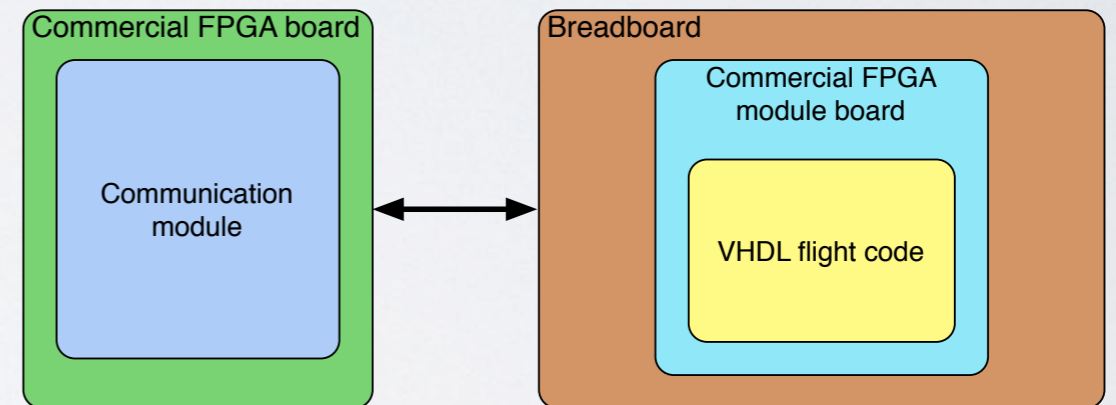 Commercial FPGA board
Communication
module
Breadboard
Commercial FPGA
module board
VHDL flight code